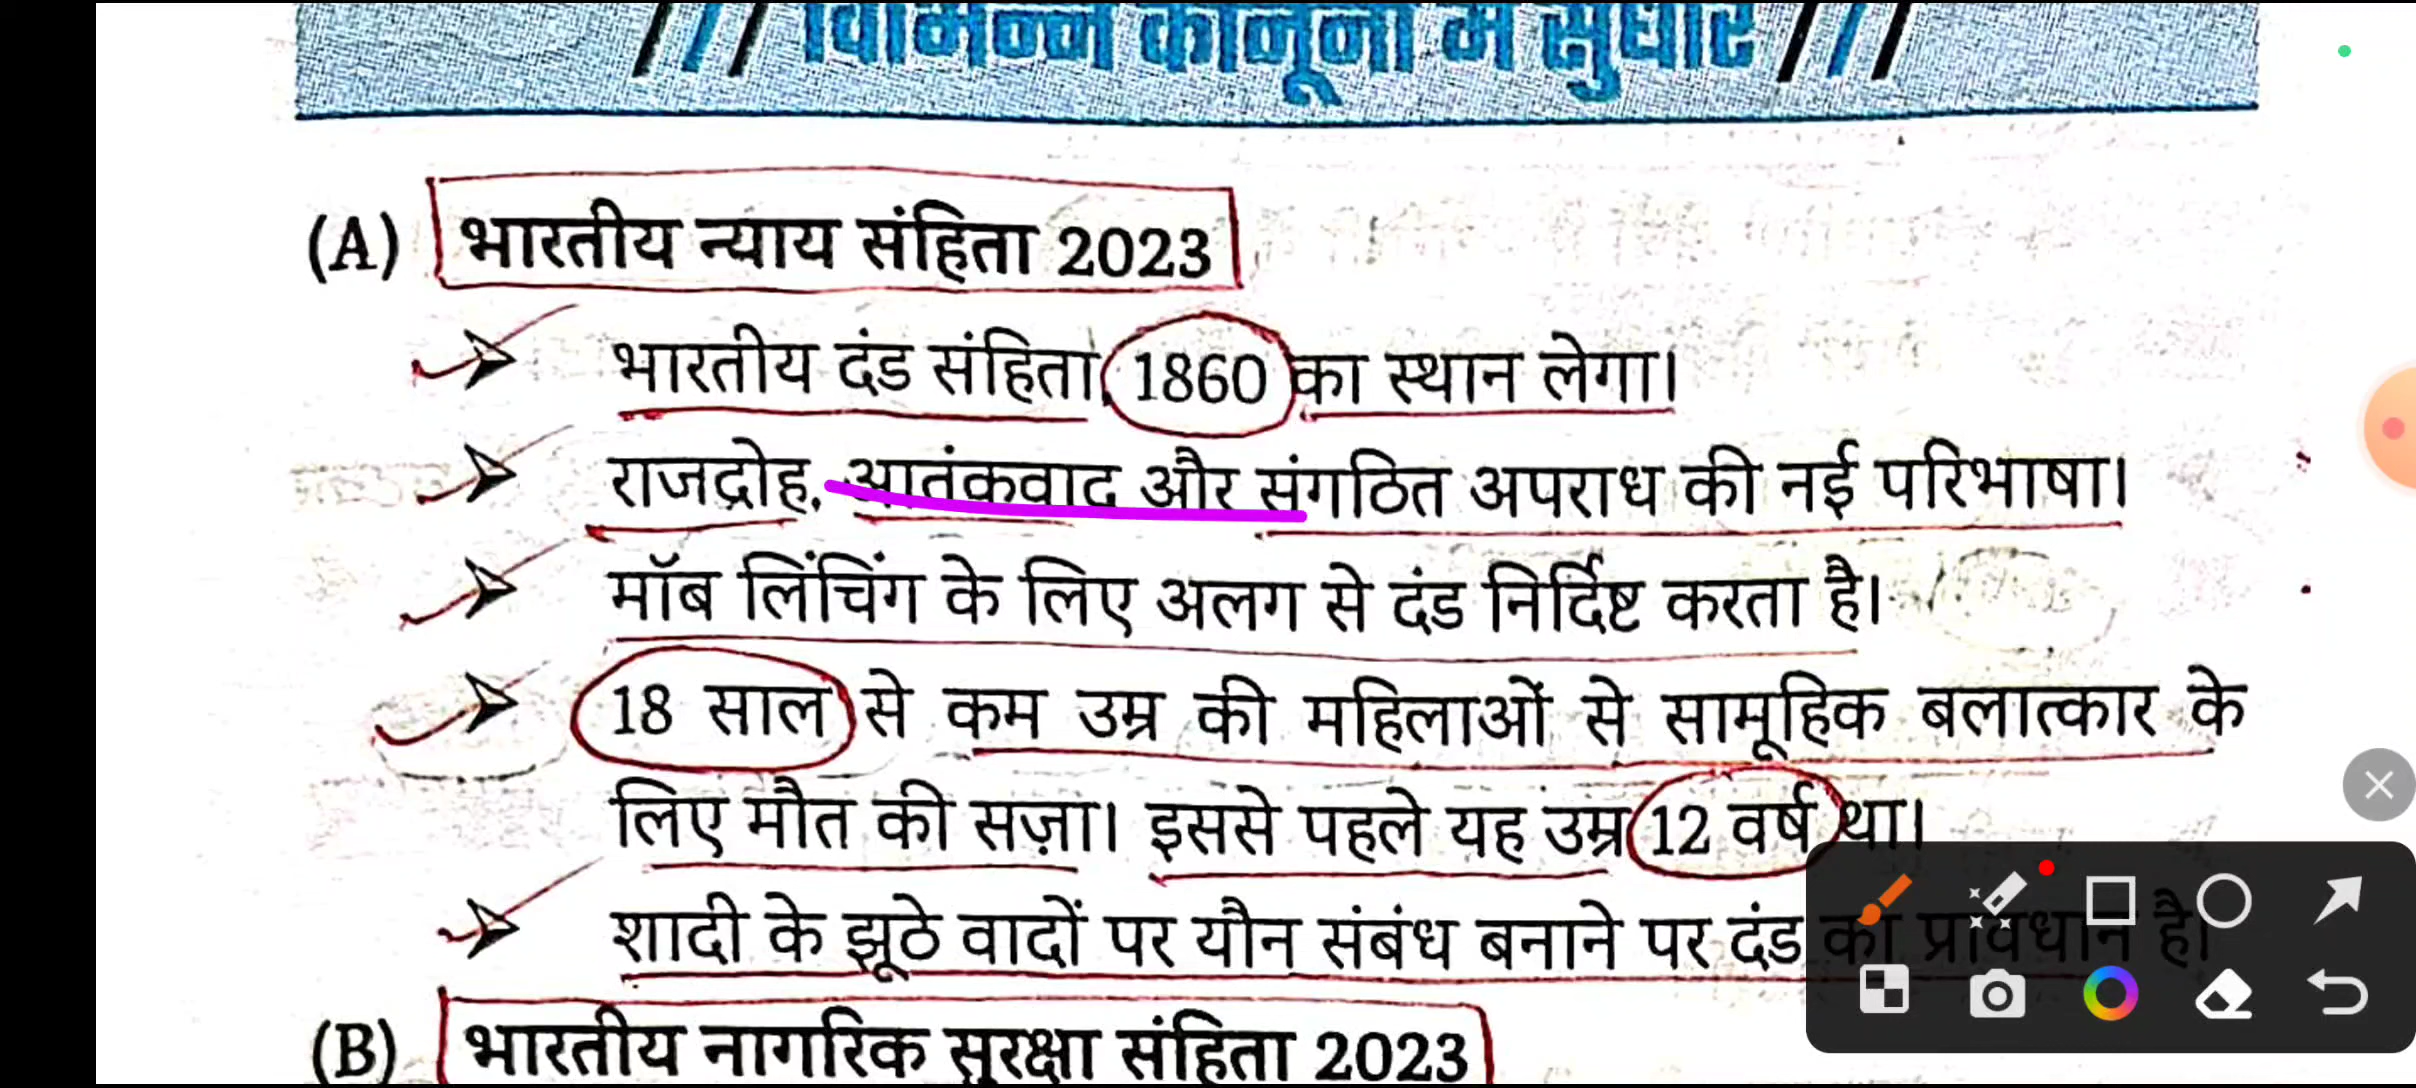 विभिन्न कानूनों में सुधार
(A) भारतीय न्याय संहिता 2023
भारतीय दंड संहिता 1860 का स्थान लेगा।
राजद्रोह, आतंकवाद और संगठित अपराध की नई परिभाषा।
मॉब लिंचिंग के लिए अलग से दंड निर्दिष्ट करता है।
18 साल से कम उम्र की महिलाओं से सामूहिक बलात्कार के
लिए मौत की सज़ा। इससे पहले यह उम्र 12 वर्ष था।
शादी के झूठे वादों पर यौन संबंध बनाने पर दंड का प्रावधान है।
(B) भारतीय नागरिक सुरक्षा संहिता 2023